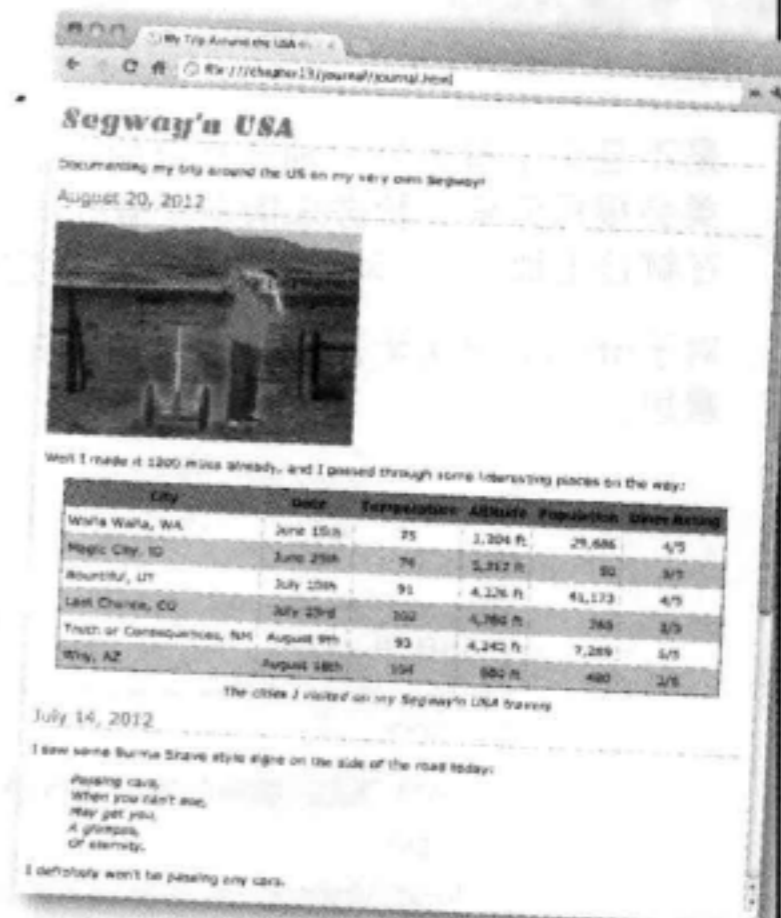 My Trip Around the USA
file:///chapter13/journal/journal.html
Segway'n USA
Documenting my trip around the US on my very own Segway!
August 20, 2012
Well I made it 1200 miles already, and I passed through some interesting places on the way:
City Date Temperature Altitude Population Diner Rating
Walla Walla, WA June 15th 75 1,204 ft 29,686 4/5
Magic City, ID June 25th 74 5,312 ft 50 3/5
Bountiful, UT July 10th 91 4,226 ft 41,173 4/5
Last Chance, CO July 23rd 102 4,780 ft 265 3/5
Truth or Consequences, NM August 9th 93 4,242 ft 7,289 5/5
Why, AZ August 18th 104 860 ft 480 3/5
The cities I visited on my Segway'n USA travels
July 14, 2012
I saw some Burma Shave style signs on the side of the road today:
Passing cars,
When you can't see,
May get you,
A glimpse,
Of eternity.
I definitely won't be passing any cars.